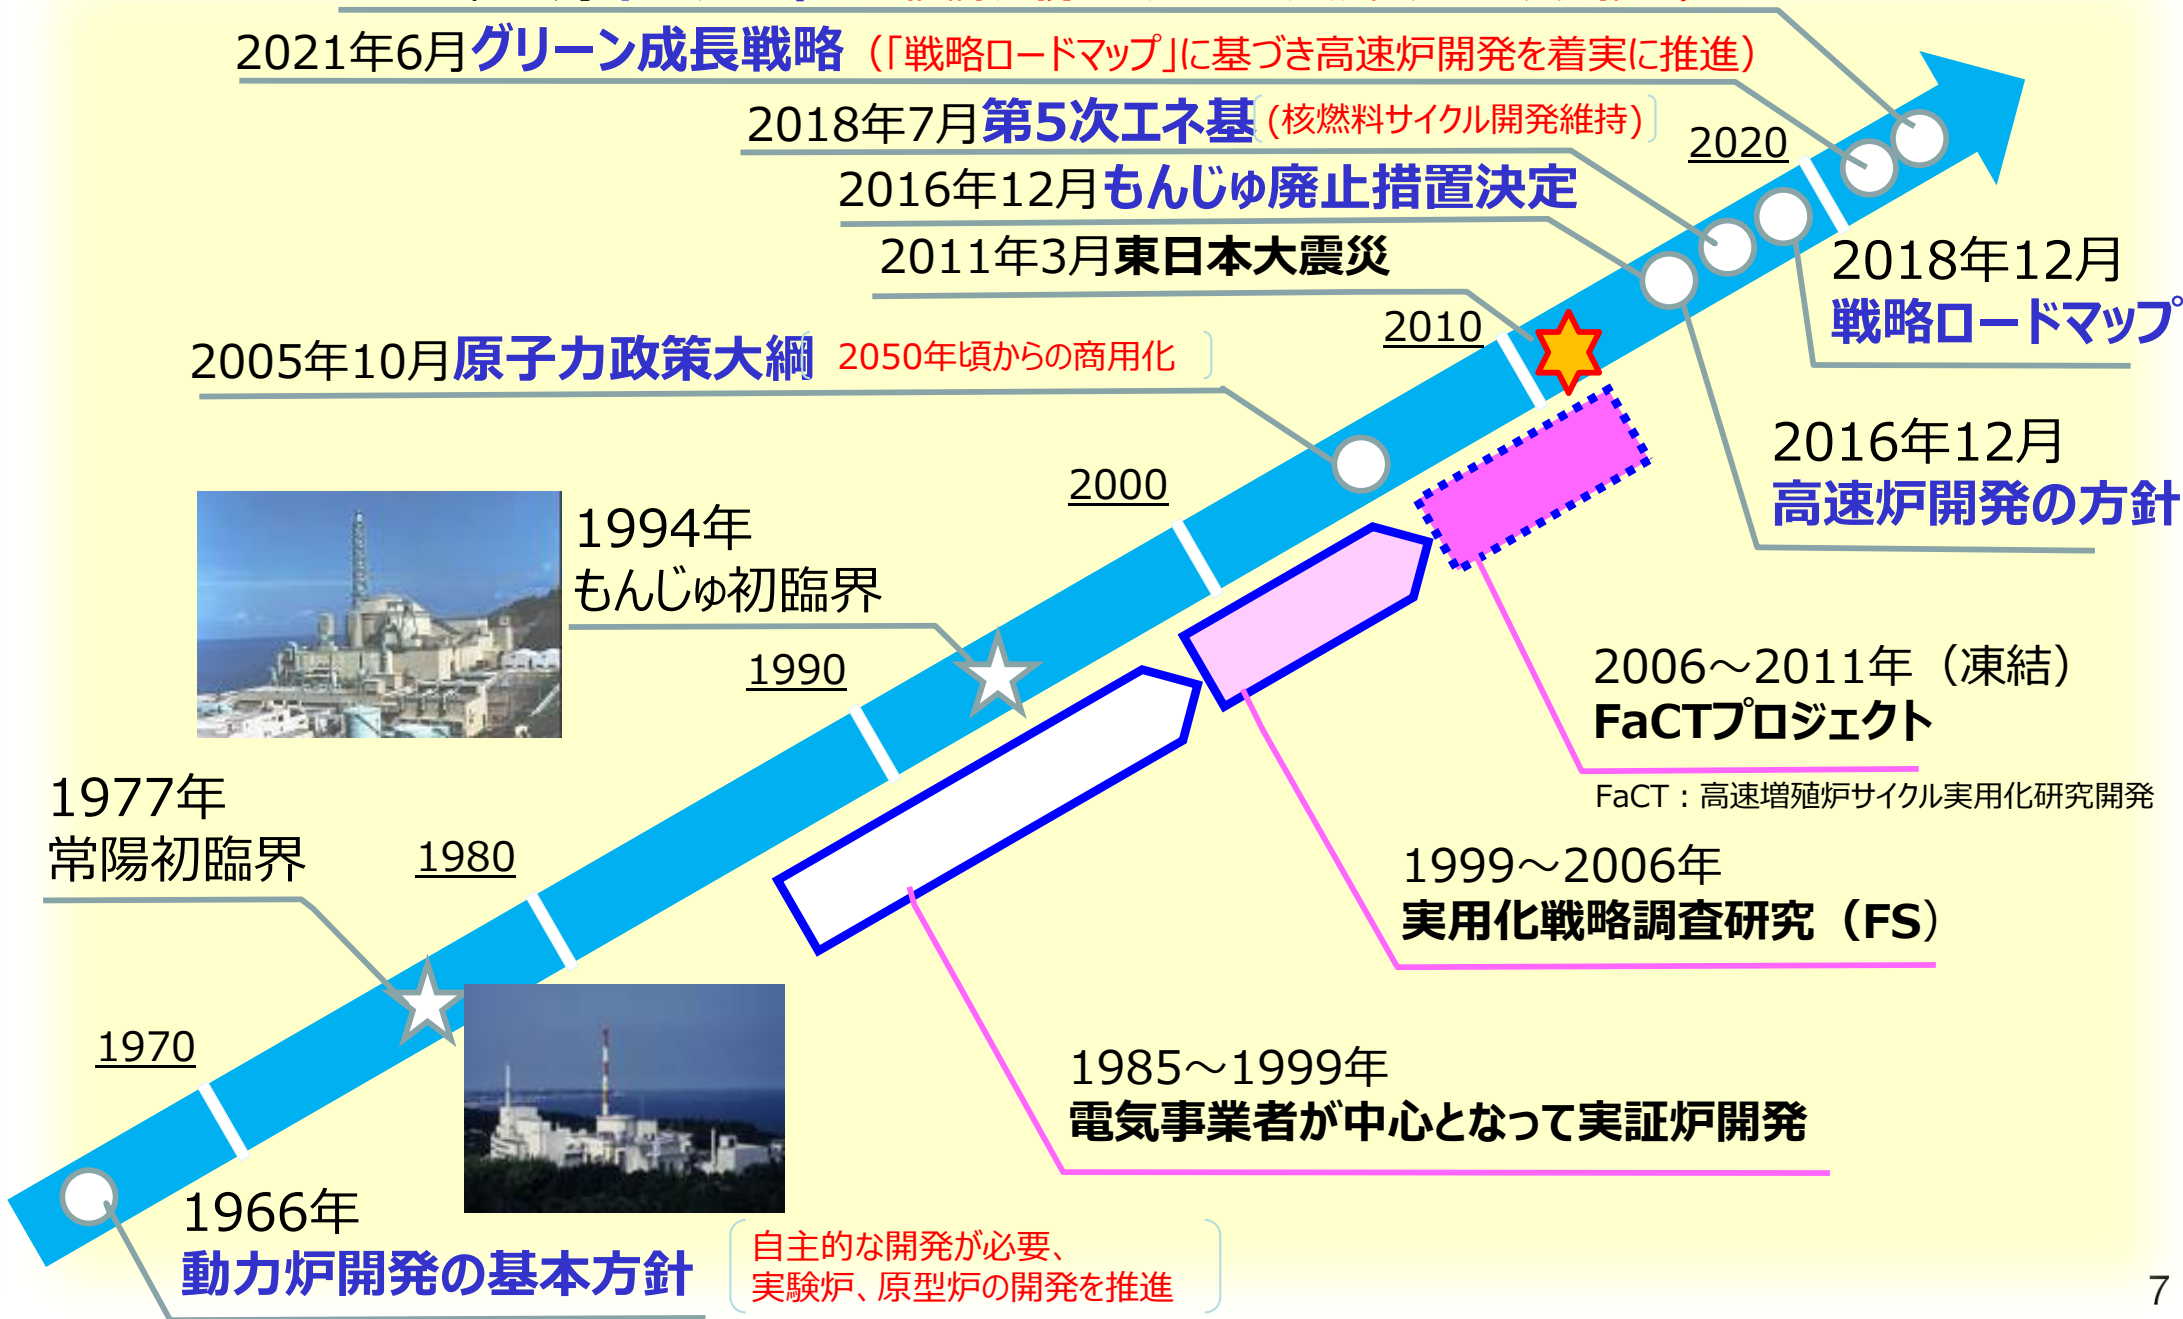 2021年6月グリーン成長戦略（「戦略ロードマップ」に基づき高速炉開発を着実に推進）
2018年7月第5次エネ基(核燃料サイクル開発維持)
2020
2016年12月もんじゅ廃止措置決定
2011年3月東日本大震災
2018年12月
戦略ロードマップ
2010
2005年10月原子力政策大綱 2050年頃からの商用化
2016年12月
高速炉開発の方針
2000
1994年
もんじゅ初臨界
1990
2006～2011年（凍結）
FaCTプロジェクト
FaCT：高速増殖炉サイクル実用化研究開発
1977年
常陽初臨界
1980
1999～2006年
実用化戦略調査研究（FS）
1970
1985～1999年
電気事業者が中心となって実証炉開発
1966年
動力炉開発の基本方針
自主的な開発が必要、
実験炉、原型炉の開発を推進
7